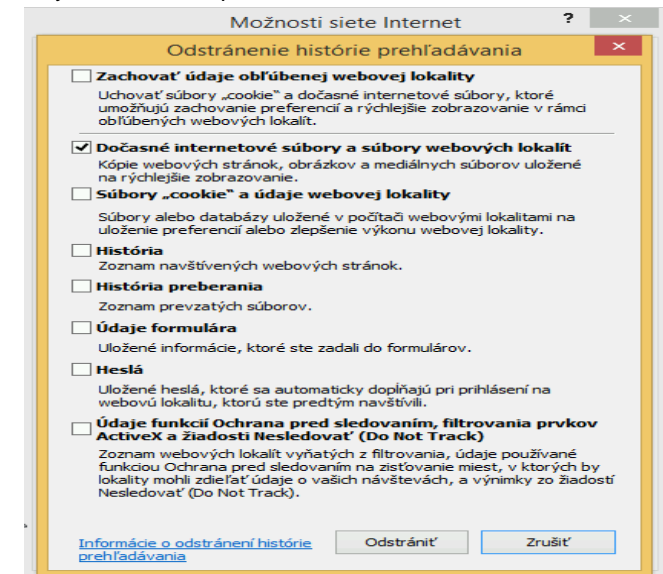 Možnosti siete Internet ?
Odstránenie histórie prehľadávania
Zachovať údaje obľúbenej webovej lokality
Uchovať súbory „cookie“ a dočasné internetové súbory, ktoré
umožňujú zachovanie preferencií a rýchlejšie zobrazovanie v rámci
obľúbených webových lokalít.
Dočasné internetové súbory a súbory webových lokalít
Kópie webových stránok, obrázkov a mediálnych súborov uložené
na rýchlejšie zobrazovanie.
Súbory „cookie“ a údaje webovej lokality
Súbory alebo databázy uložené v počítači webovými lokalitami na
uloženie preferencií alebo zlepšenie výkonu webovej lokality.
História
Zoznam navštívených webových stránok.
História preberania
Zoznam prevzatých súborov.
Údaje formulára
Uložené informácie, ktoré ste zadali do formulárov.
Heslá
Uložené heslá, ktoré sa automaticky dopĺňajú pri prihlásení na
webovú lokalitu, ktorú ste predtým navštívili.
Údaje funkcií Ochrana pred sledovaním, filtrovania prvkov
ActiveX a žiadosti Nesledovať (Do Not Track)
Zoznam webových lokalít vyňatých z filtrovania, údaje používané
funkciou Ochrana pred sledovaním na zisťovanie miest, v ktorých by
lokality mohli zdieľať údaje o vašich návštevách, a výnimky zo žiadostí
Nesledovať (Do Not Track).
Informácie o odstránení histórie
prehľadávania
Odstrániť
Zrušiť